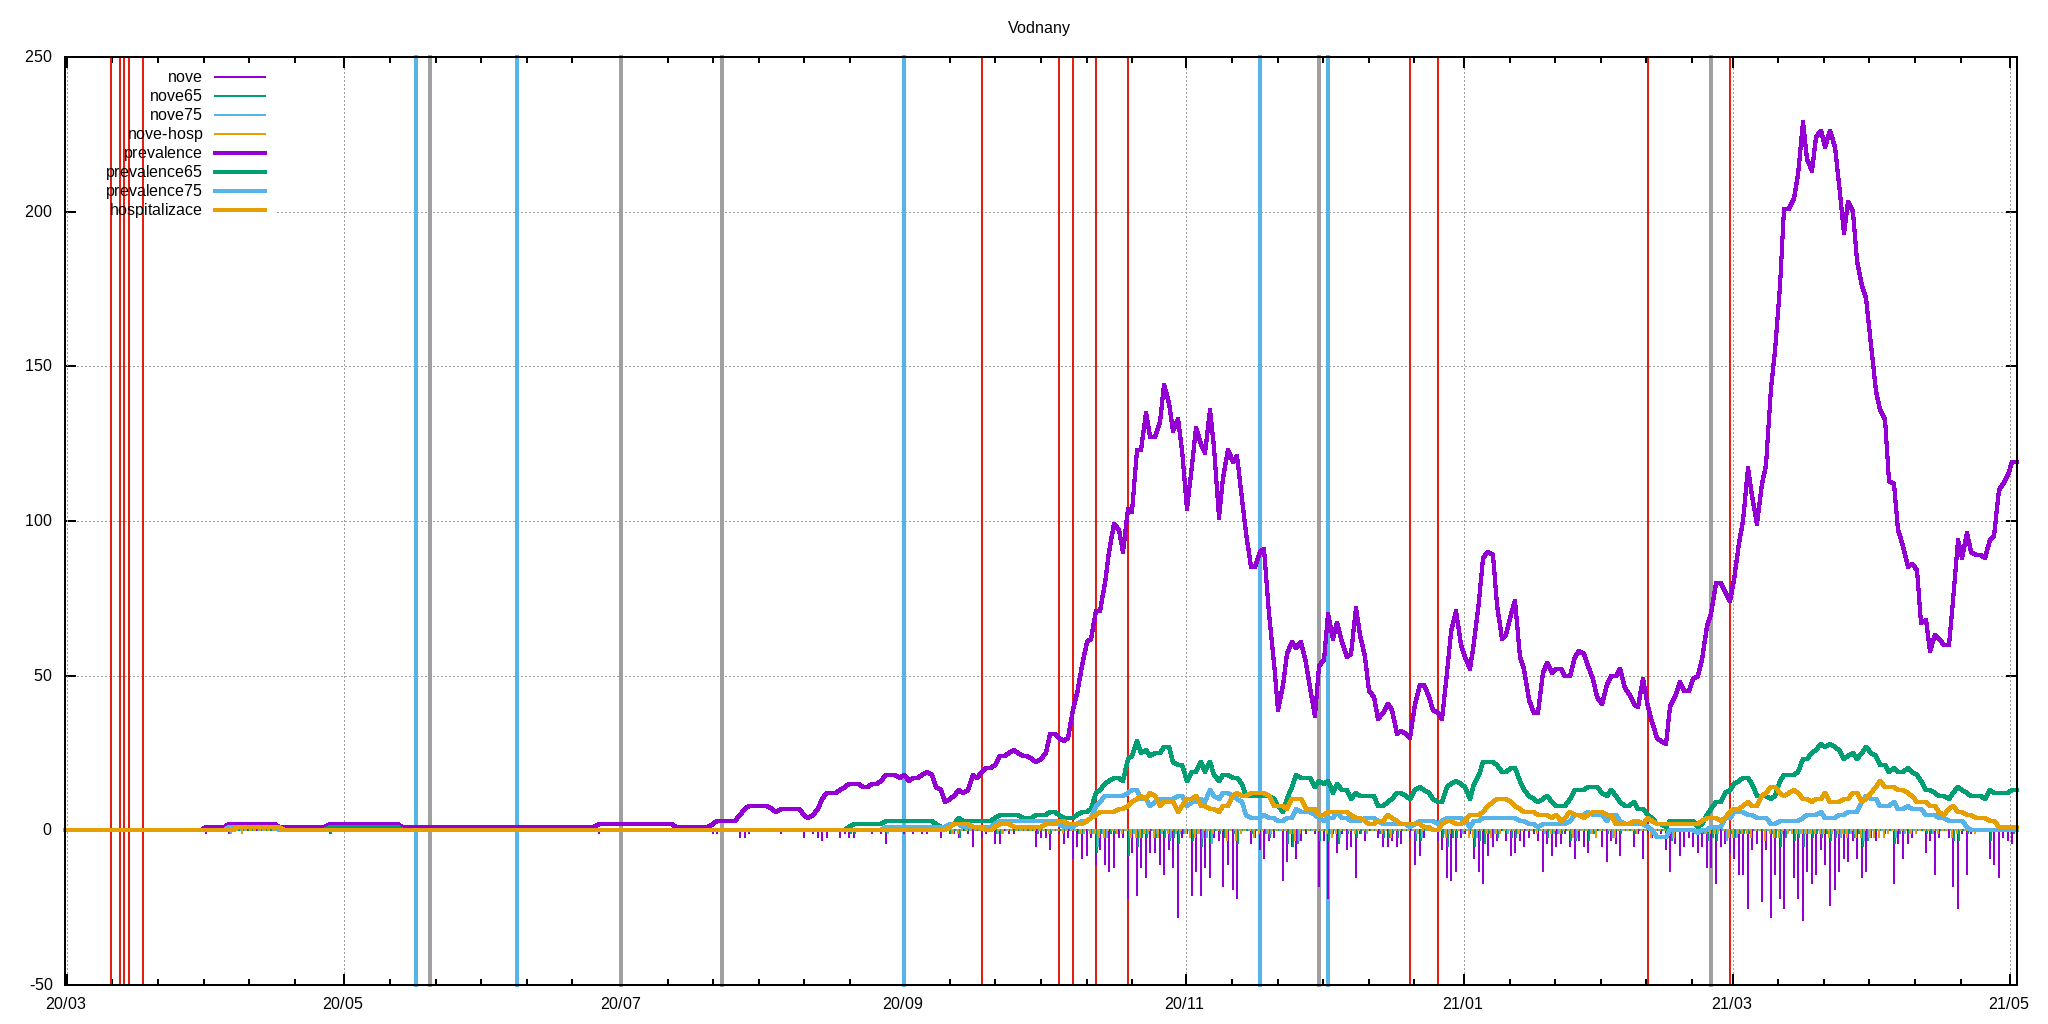 Vodnany
250
200
150
100
50
0
-50
nove
nove65
nove75
nove-hosp
prevalence
prevalence65
prevalence75
hospitalizace
20/03 20/05 20/07 20/09 20/11 21/01 21/03 21/05